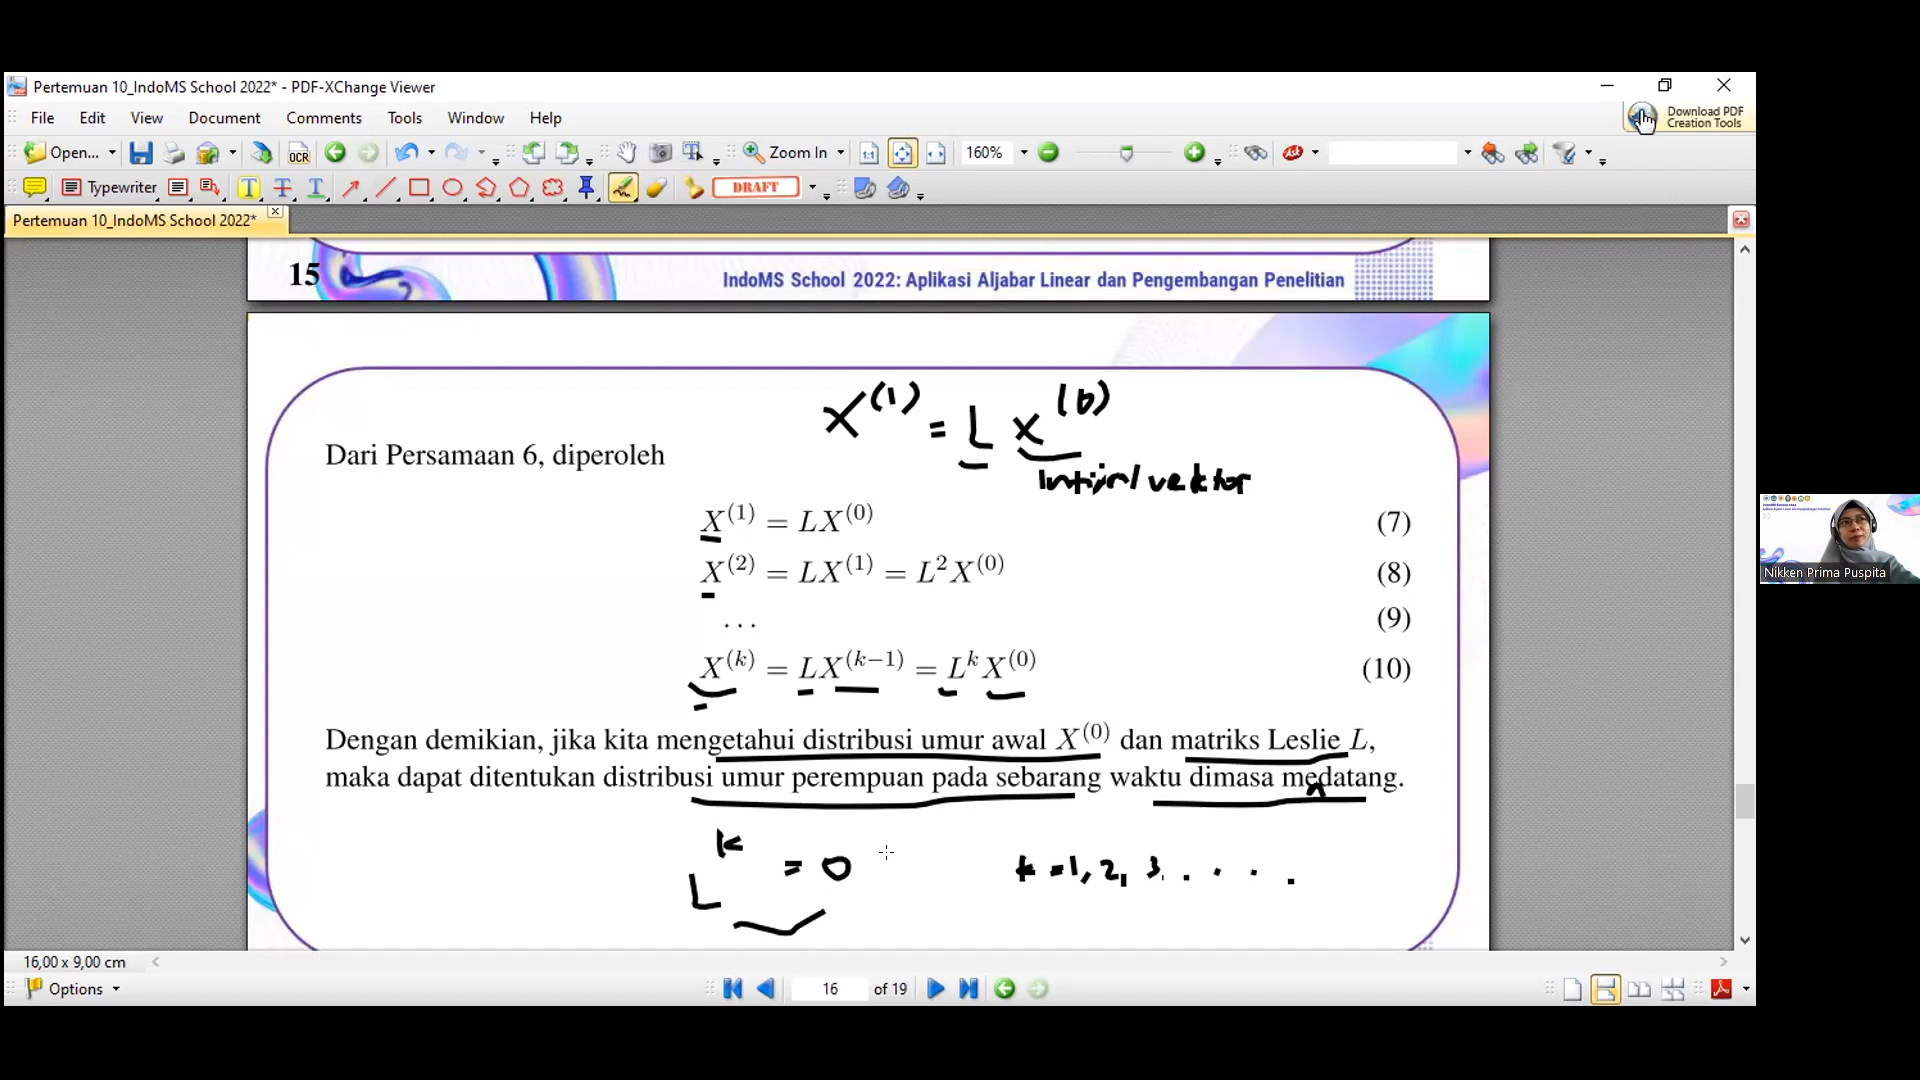 Pertemuan 10_IndoMS School 2022* - PDF-XChange Viewer
File Edit View Document Comments Tools Window Help
Download PDF
Creation Tools
Open... OCR Zoom In 1:1 160% Ask
Typewriter T T T DRAFT
Pertemuan 10_IndoMS School 2022*
15 IndoMS School 2022: Aplikasi Aljabar Linear dan Pengembangan Penelitian
X^(1) = L X^(0)
Dari Persamaan 6, diperoleh
X^(1) = LX^(0) (7)
X^(2) = LX^(1) = L^2X^(0) (8)
... (9)
X^(k) = LX^(k−1) = L^kX^(0) (10)
Dengan demikian, jika kita mengetahui distribusi umur awal X^(0) dan matriks Leslie L,
maka dapat ditentukan distribusi umur perempuan pada sebarang waktu dimasa medatang.
L^k = 0 k = 1, 2, 3, . . . .
Nikken Prima Puspita
16,00 x 9,00 cm
Options 16 of 19